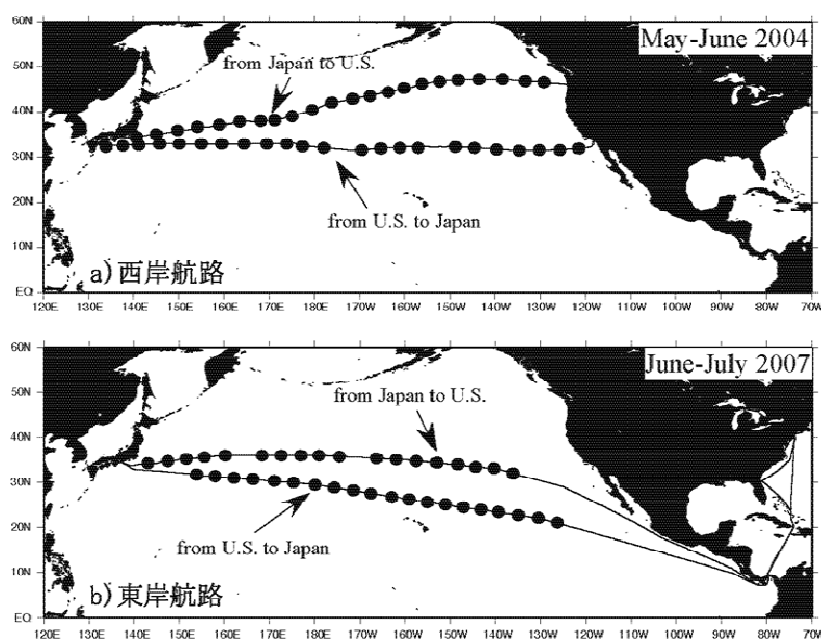 60N
May-June 2004
from Japan to U.S.
50N
40N
30N
from U.S. to Japan
20N
10N
a) 西岸航路
EQ
120E 130E 140E 150E 160E 170E 180 170W 160W 150W 140W 130W 120W 110W 100W 90W 80W 70W
60N
June-July 2007
from Japan to U.S.
50N
40N
30N
20N
from U.S. to Japan
10N
b) 東岸航路
EQ
120E 130E 140E 150E 160E 170E 180 170W 160W 150W 140W 130W 120W 110W 100W 90W 80W 70W